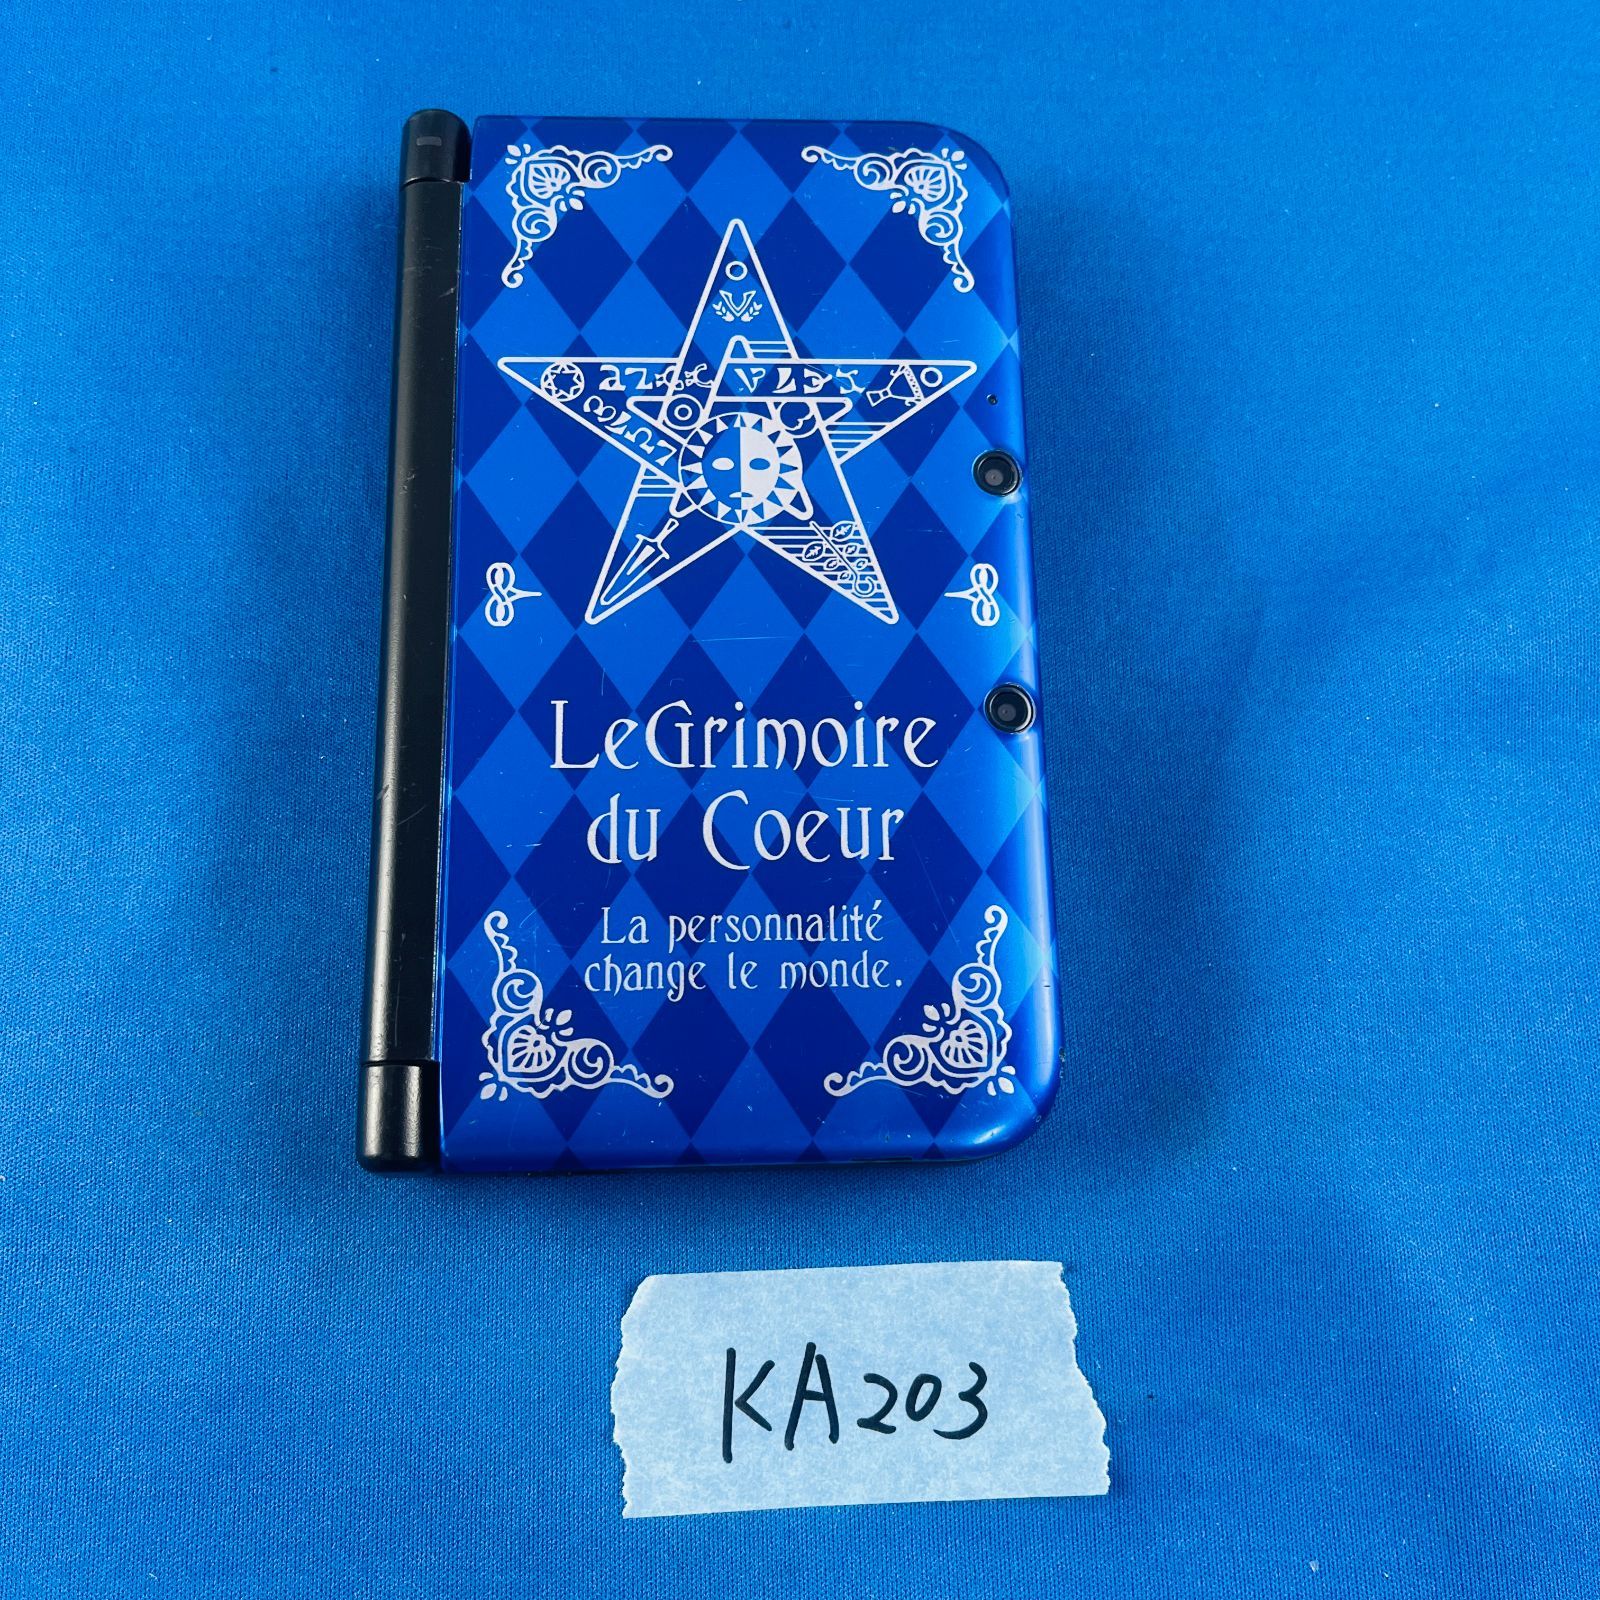 LeGrimoire
du Coeur
La personnalité
change le monde.
KA203